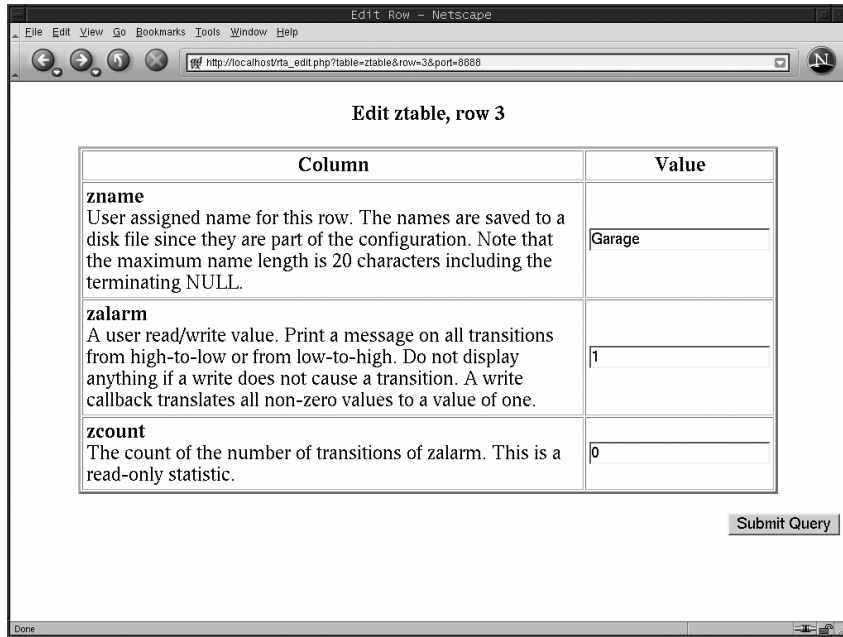 Edit Row - Netscape
File Edit View Go Bookmarks Tools Window Help
http://localhost/rta_edit.php?table=ztable&row=3&port=8888
N
Edit ztable, row 3
Column Value
zname
User assigned name for this row. The names are saved to a
disk file since they are part of the configuration. Note that
the maximum name length is 20 characters including the
terminating NULL.
Garage
zalarm
A user read/write value. Print a message on all transitions
from high-to-low or from low-to-high. Do not display
anything if a write does not cause a transition. A write
callback translates all non-zero values to a value of one.
1
zcount
The count of the number of transitions of zalarm. This is a
read-only statistic.
0
Submit Query
Done